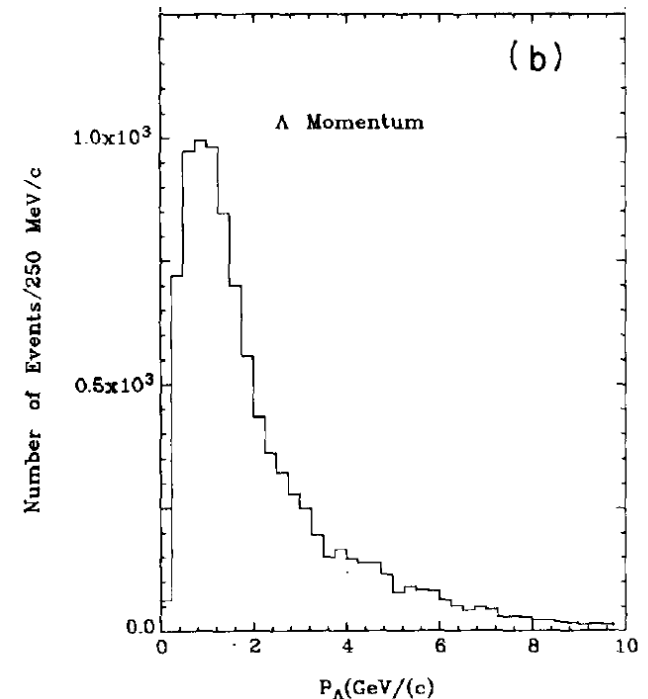 (b)
Λ Momentum
Number of Events/250 MeV/c
1.0x10³
0.5x10³
0.0
0 2 4 6 8 10
P_Λ(GeV/(c)